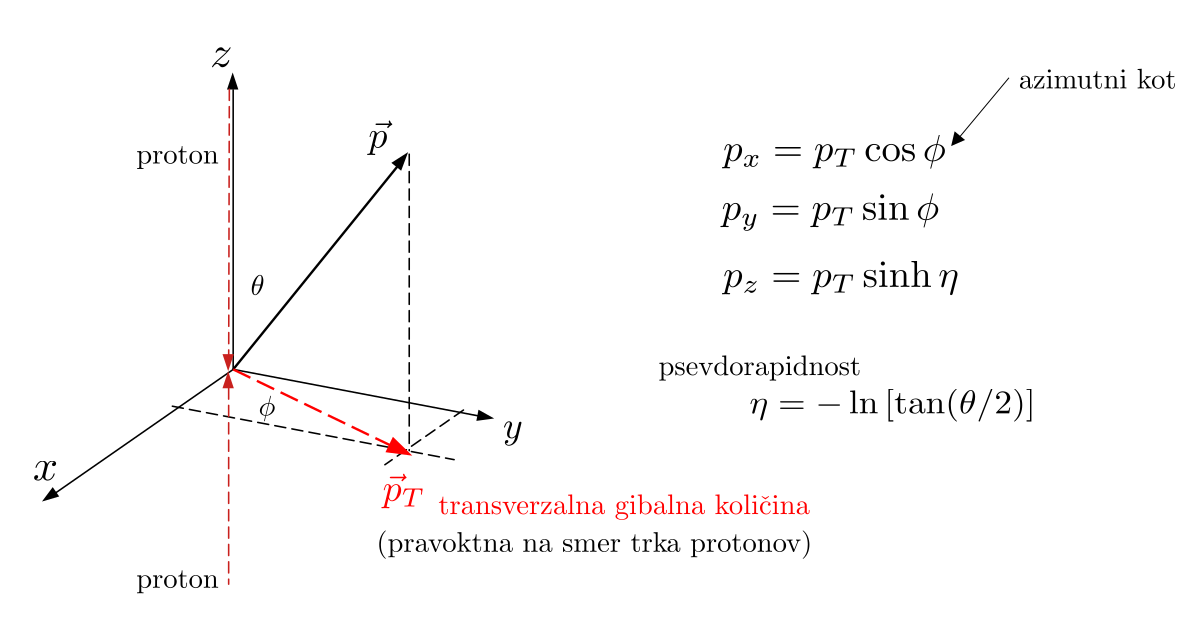 z
azimutni kot
p⃗
proton
pₓ = p_T cos ϕ
p_y = p_T sin ϕ
p_z = p_T sinh η
θ
psevdorapidnost
η = − ln [tan(θ/2)]
ϕ
y
x
p⃗_T transverzalna gibalna količina
(pravoktna na smer trka protonov)
proton